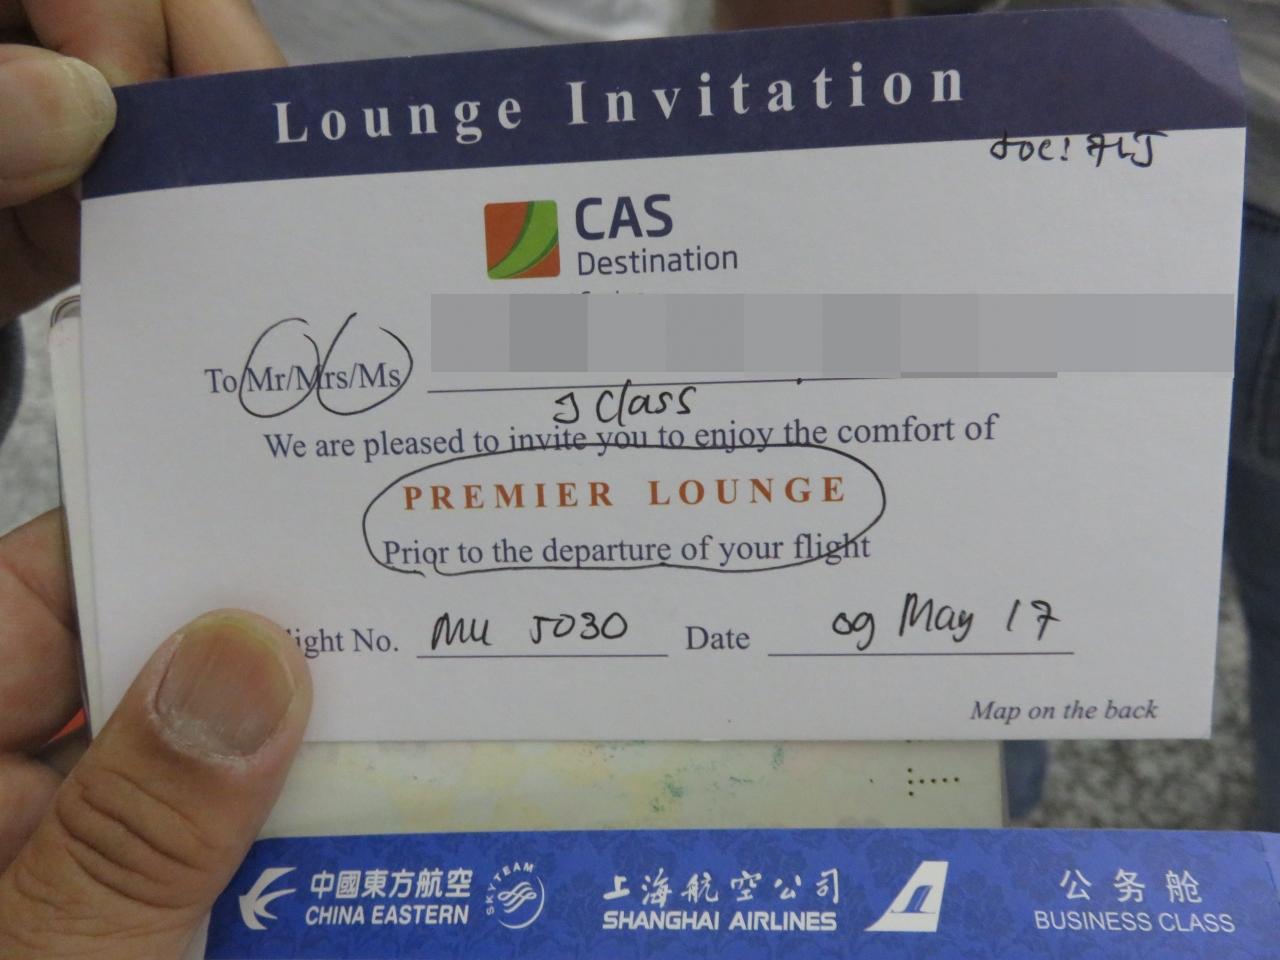 Lounge Invitation
CAS
Destination
To Mr/Mrs/Ms
J Class
We are pleased to invite you to enjoy the comfort of
PREMIER LOUNGE
Prior to the departure of your flight
light No. MU 5030 Date 09 May 17
Map on the back
中國東方航空
CHINA EASTERN
SKYTEAM
上海航空公司
SHANGHAI AIRLINES
公务舱
BUSINESS CLASS